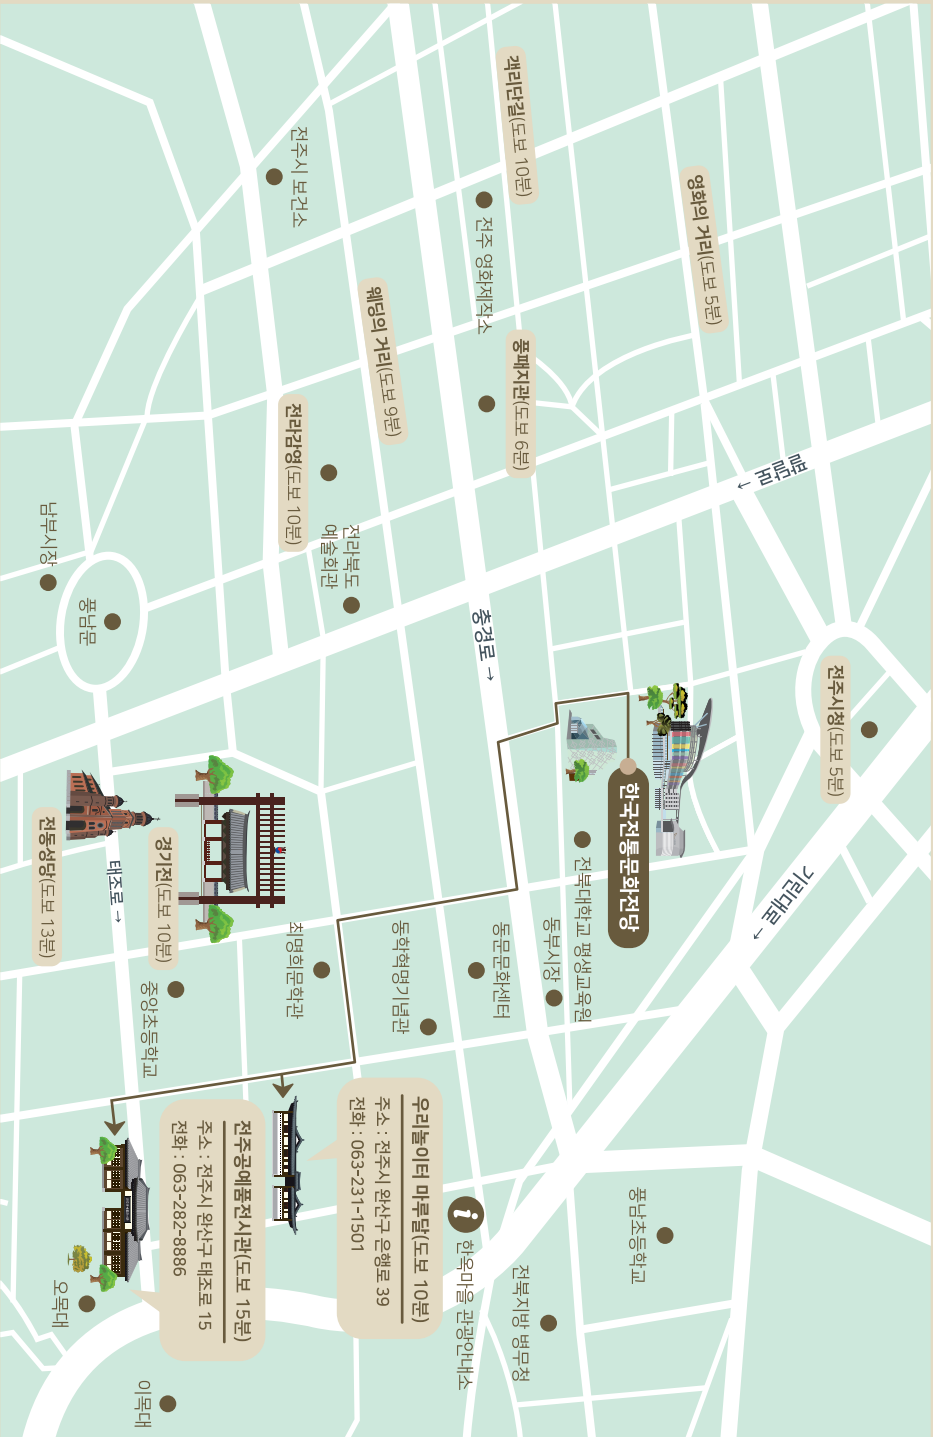 전주시청(도보 5분)
기린대로 →
팔달로 →
영화의 거리(도보 5분)
한국전통문화전당
전북대학교 평생교육원
동부시장
풍남초등학교
전북지방 병무청
객리단길(도보 10분)
전주 영화제작소
풍패지관(도보 6분)
충경로 →
동문문화센터
i 한옥마을 관광안내소
웨딩의 거리(도보 9분)
동학혁명기념관
우리놀이터 마루달(도보 10분)
주소 : 전주시 완산구 은행로 39
전화 : 063-231-1501
전주시 보건소
전라감영(도보 10분)
전라북도
예술회관
최명희문학관
전주공예품전시관(도보 15분)
주소 : 전주시 완산구 태조로 15
전화 : 063-282-8886
경기전(도보 10분)
중앙초등학교
이목대
태조로 →
풍남문
남부시장
전동성당(도보 13분)
오목대